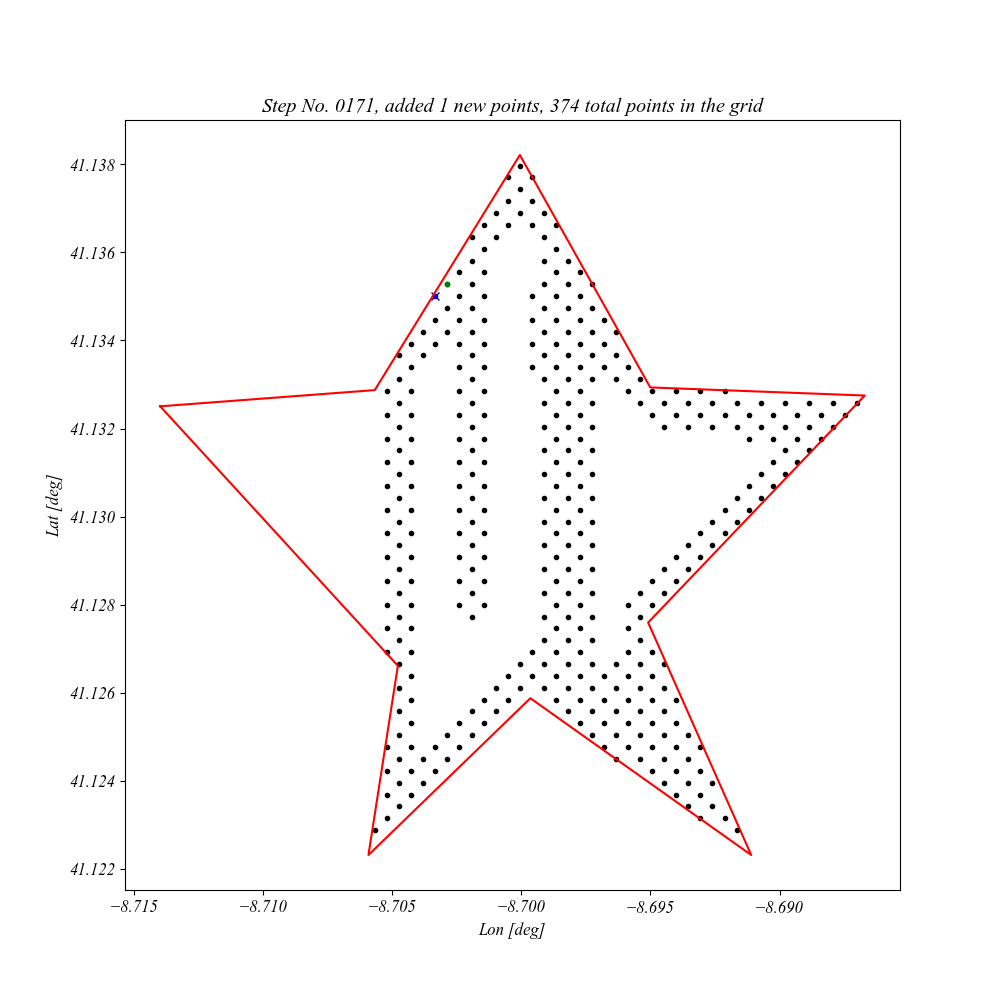 Step No. 0171, added 1 new points, 374 total points in the grid
41.138
41.136
41.134
41.132
41.130
41.128
41.126
41.124
41.122
Lat [deg]
−8.715 −8.710 −8.705 −8.700 −8.695 −8.690
Lon [deg]